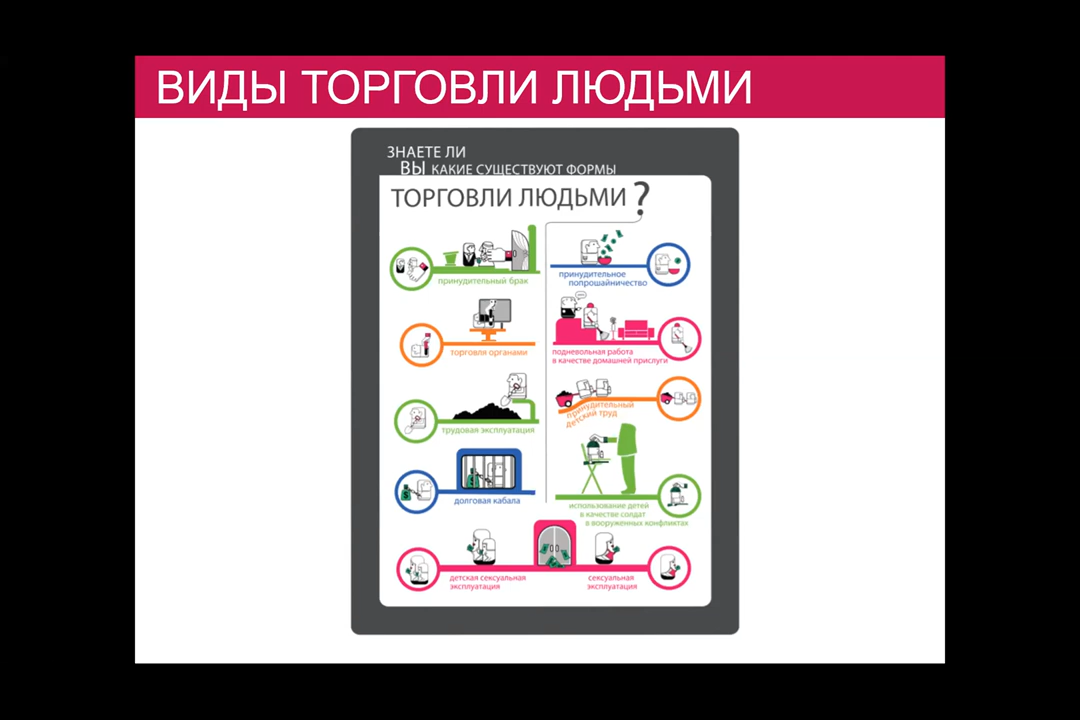 ВИДЫ ТОРГОВЛИ ЛЮДЬМИ
ЗНАЕТЕ ЛИ
ВЫ КАКИЕ СУЩЕСТВУЮТ ФОРМЫ
ТОРГОВЛИ ЛЮДЬМИ ?
принудительный брак
торговля органами
трудовая эксплуатация
долговая кабала
детская сексуальная
эксплуатация
принудительное
попрошайничество
подневольная работа
в качестве домашней прислуги
принудительный
детский труд
использование детей
в качестве солдат
в вооруженных конфликтах
сексуальная
эксплуатация